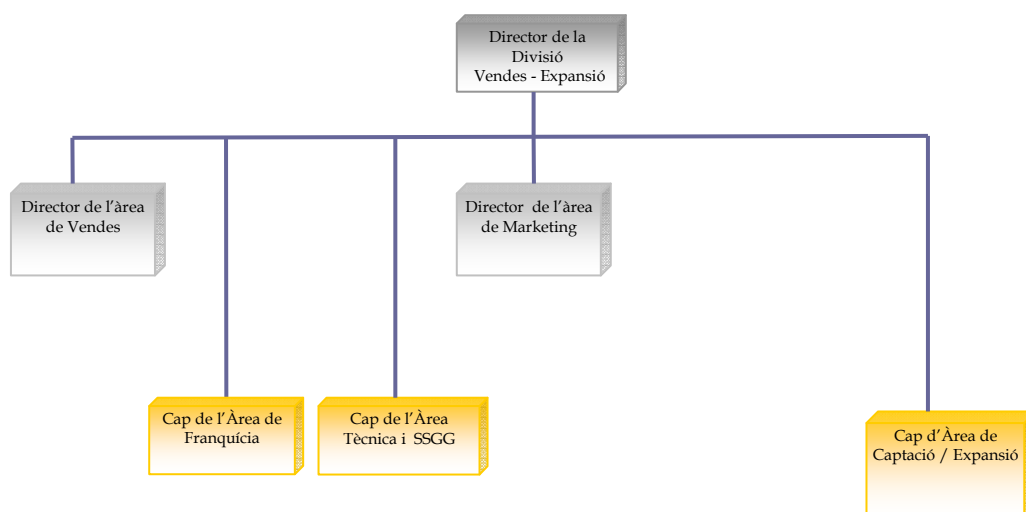 Director de la
Divisió
Vendes - Expansió
Director de l’àrea
de Vendes
Director de l’àrea
de Marketing
Cap de l’Àrea de
Franquícia
Cap de l’Àrea
Tècnica i SSGG
Cap d’Àrea de
Captació / Expansió